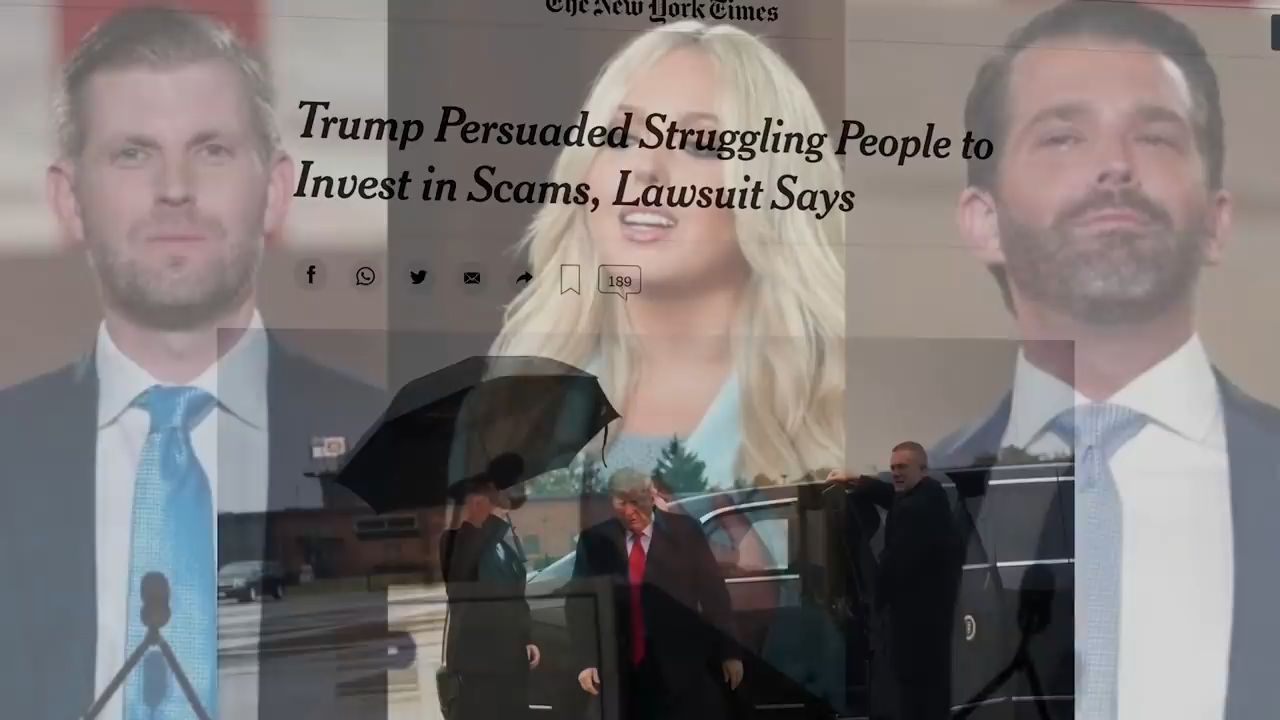 The New York Times
Trump Persuaded Struggling People to
Invest in Scams, Lawsuit Says
189